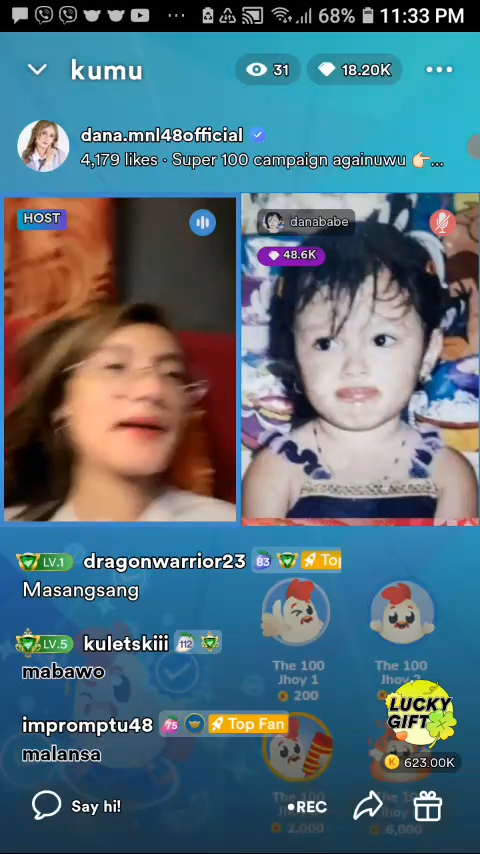 68% 11:33 PM
kumu
31
18.20K
dana.mnl48official
4,179 likes · Super 100 campaign againuwu 👉🏻...
HOST
danababe
48.6K
LV.1 dragonwarrior23 83 Top
Masangsang
LV.5 kuletskiii 112
mabawo
impromptu48 75 Top Fan
malansa
The 100
Jhoy 1
200
The 100
Jhoy 2
LUCKY
GIFT
K 623.00K
Say hi!
REC
2,000
6,000